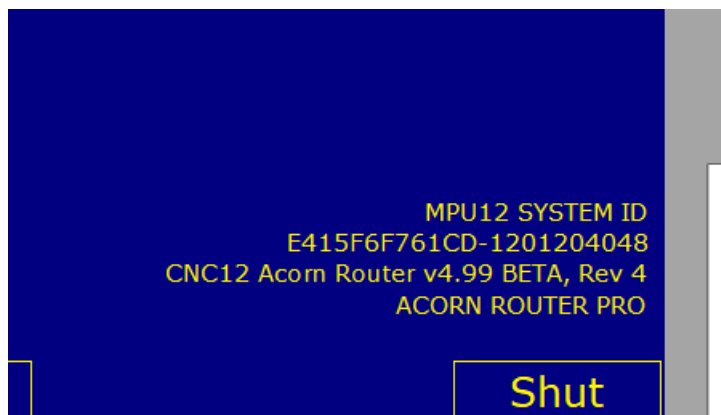 MPU12 SYSTEM ID
E415F6F761CD-1201204048
CNC12 Acorn Router v4.99 BETA, Rev 4
ACORN ROUTER PRO
Shut